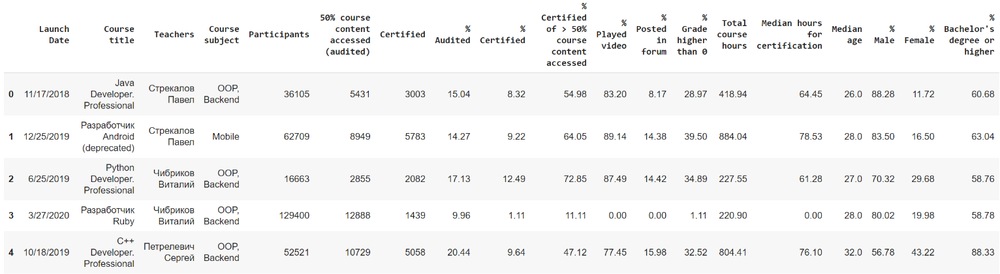 Launch Date Course title Teachers Course subject Participants 50% course content accessed (audited) Certified % Audited % Certified % Certified of > 50% course content accessed % Played video % Posted in forum % Grade higher than 0 Total course hours Median hours for certification Median age % Male % Female % Bachelor's degree or higher
0 11/17/2018 Java Developer. Professional Стрекалов Павел OOP, Backend 36105 5431 3003 15.04 8.32 54.98 83.20 8.17 28.97 418.94 64.45 26.0 88.28 11.72 60.68
1 12/25/2019 Разработчик Android (deprecated) Стрекалов Павел Mobile 62709 8949 5783 14.27 9.22 64.05 89.14 14.38 39.50 884.04 78.53 28.0 83.50 16.50 63.04
2 6/25/2019 Python Developer. Professional Чибриков Виталий OOP, Backend 16663 2855 2082 17.13 12.49 72.85 87.49 14.42 34.89 227.55 61.28 27.0 70.32 29.68 58.76
3 3/27/2020 Разработчик Ruby Чибриков Виталий OOP, Backend 129400 12888 1439 9.96 1.11 11.11 0.00 0.00 1.11 220.90 0.00 28.0 80.02 19.98 58.78
4 10/18/2019 C++ Developer. Professional Петрелевич Сергей OOP, Backend 52521 10729 5058 20.44 9.64 47.12 77.45 15.98 32.52 804.41 76.10 32.0 56.78 43.22 88.33